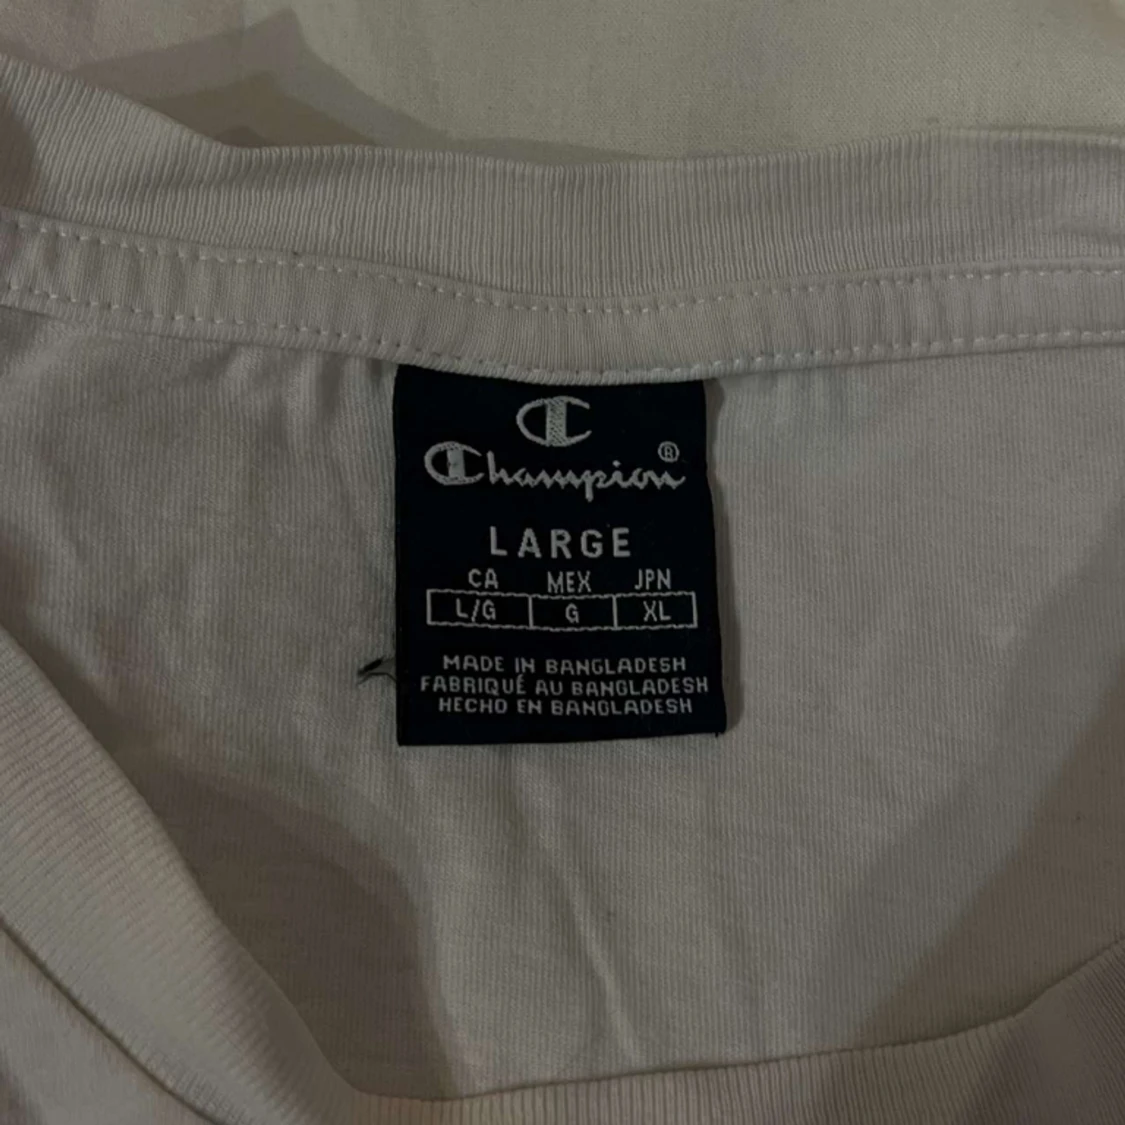 Champion®
LARGE
CA MEX JPN
L/G G XL
MADE IN BANGLADESH
FABRIQUÉ AU BANGLADESH
HECHO EN BANGLADESH